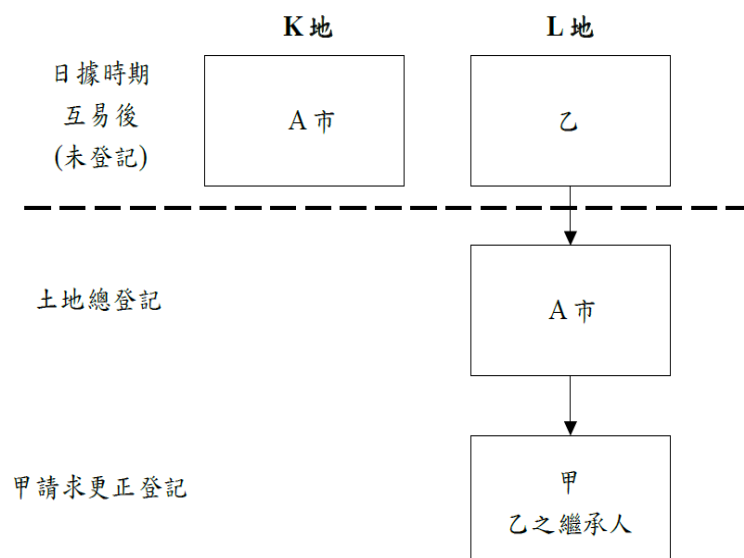 K地
L地
日據時期
互易後
(未登記)
A市
乙
土地總登記
A市
甲請求更正登記
甲
乙之繼承人